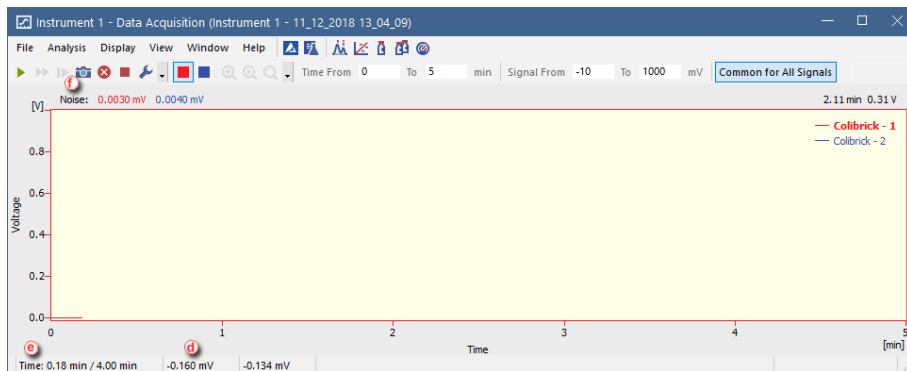 Instrument 1 - Data Acquisition (Instrument 1 - 11_12_2018 13_04_09)
File Analysis Display View Window Help
Time From 0 To 5 min Signal From -10 To 1000 mV Common for All Signals
f
[V] Noise: 0.0030 mV 0.0040 mV 2.11 min 0.31 V
Colibrick - 1
Colibrick - 2
0.8
0.6
Voltage
0.4
0.2
0.0
0 1 2 3 4 5
e d Time [min]
Time: 0.18 min / 4.00 min -0.160 mV -0.134 mV